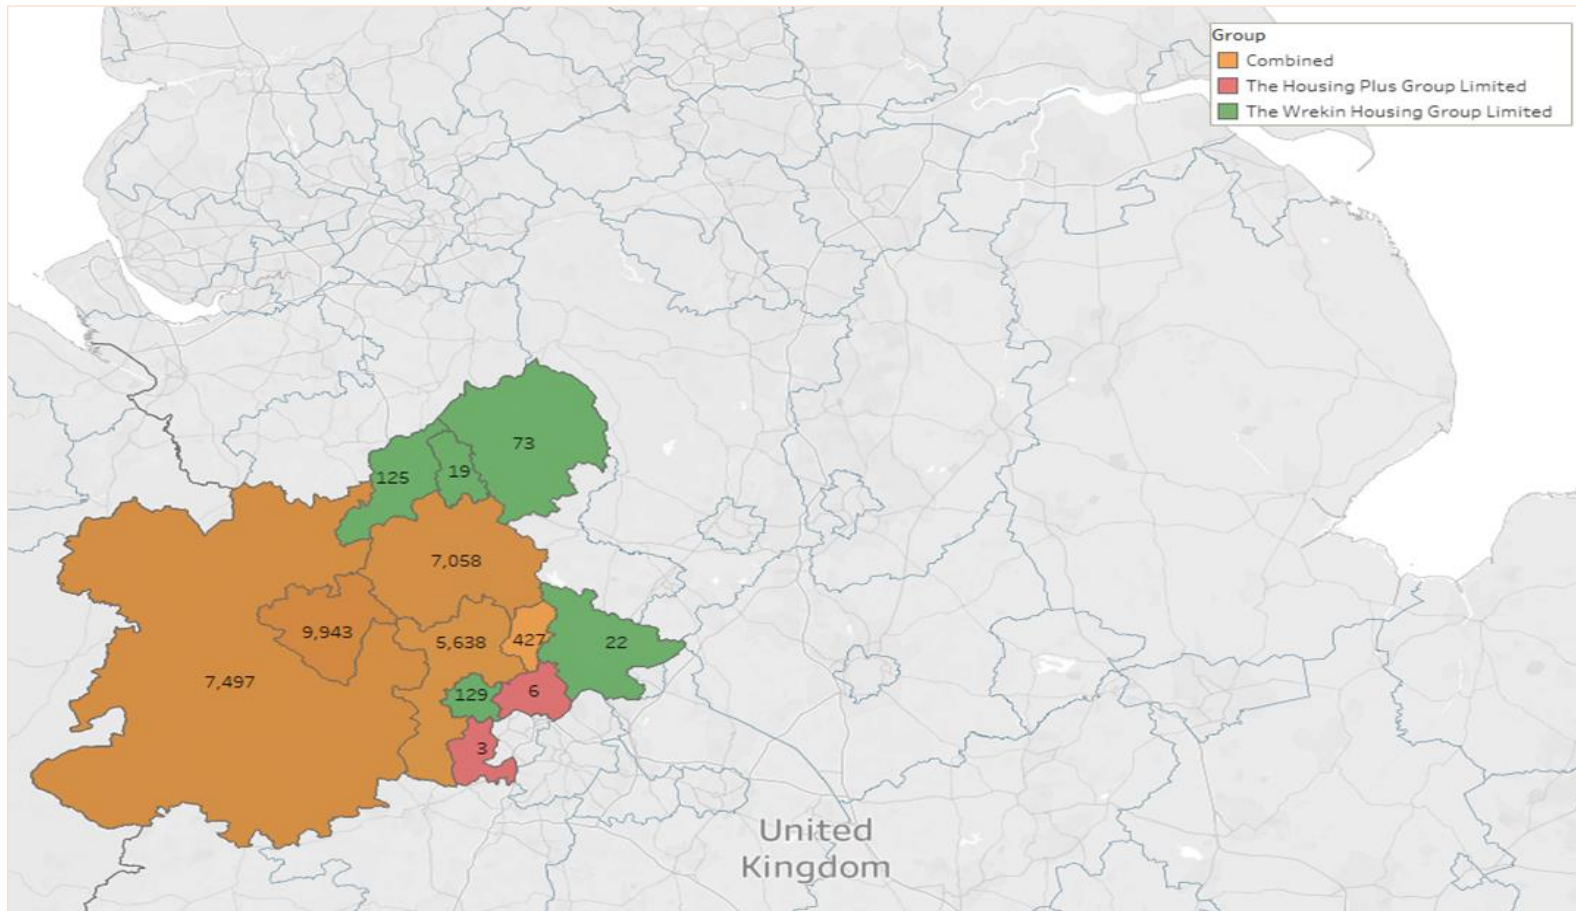 Group
Combined
The Housing Plus Group Limited
The Wrekin Housing Group Limited
73
125
19
7,058
9,943
5,638
427
22
7,497
129
6
3
United
Kingdom